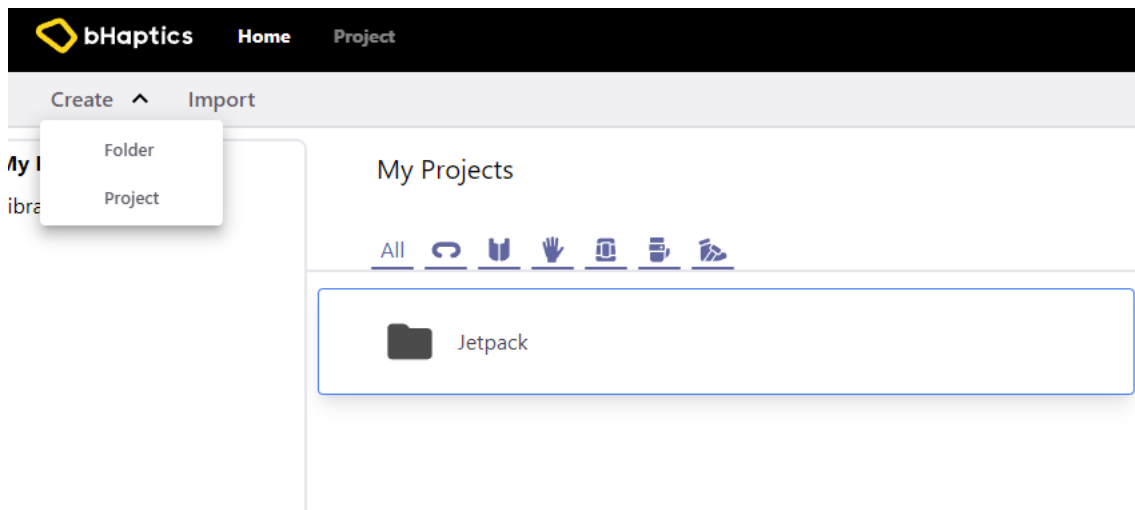 bHaptics Home Project
Create Import
Folder
Project
My Projects
All
Jetpack